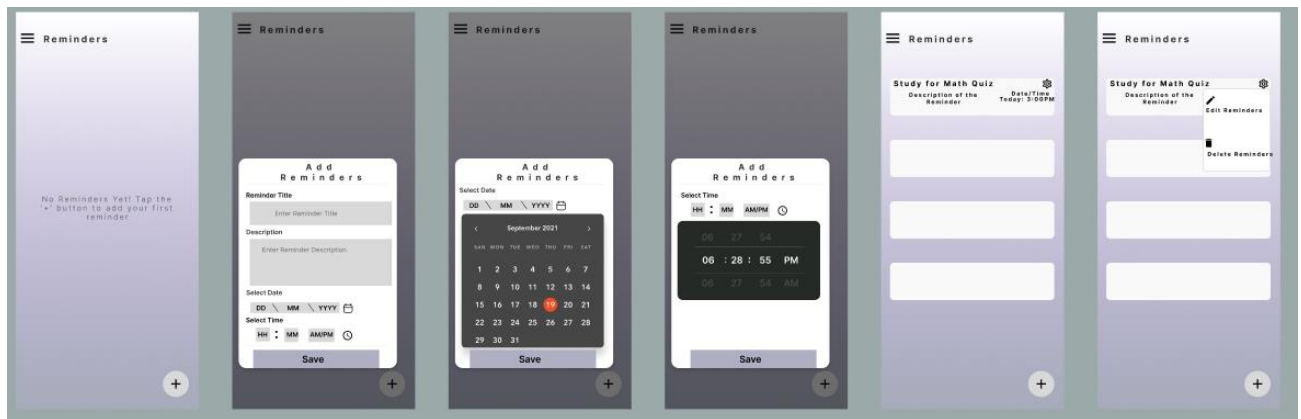 Reminders
No Reminders Yet! Tap the
'+' button to add your first
reminder
+
Reminders
Add
Reminders
Reminder Title
Enter Reminder Title
Description
Enter Reminder Description
Select Date
DD \ MM \ YYYY
Select Time
HH : MM AM/PM
Save
+
Reminders
Add
Reminders
Select Date
DD \ MM \ YYYY
‹ September 2021 ›
SUN MON TUE WED THU FRI SAT
1 2 3 4 5 6 7
8 9 10 11 12 13 14
15 16 17 18 19 20 21
22 23 24 25 26 27 28
29 30 31
Save
+
Reminders
Add
Reminders
Select Time
HH : MM AM/PM
06 27 54
06 : 28 : 55 PM
06 27 54 AM
Save
+
Reminders
Study for Math Quiz
Description of the
Reminder
Date/Time
Today: 3:00PM
+
Reminders
Study for Math Quiz
Description of the
Reminder
Edit Reminders
Delete Reminders
+